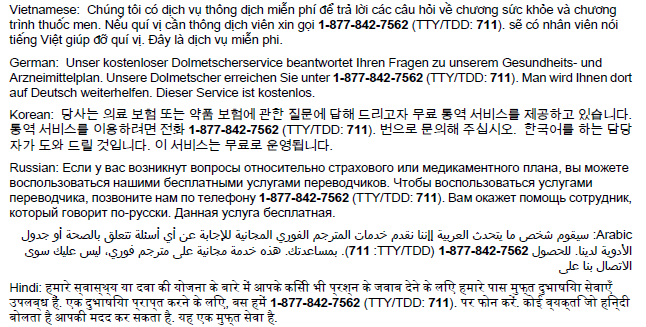 Vietnamese:  Chúng tôi có dịch vụ thông dịch miễn phí để trả lời các câu hỏi về chương sức khỏe và chương
trình thuốc men. Nếu quí vị cần thông dịch viên xin gọi 1-877-842-7562 (TTY/TDD: 711). sẽ có nhân viên nói
tiếng Việt giúp đỡ quí vị. Đây là dịch vụ miễn phí.
German:  Unser kostenloser Dolmetscherservice beantwortet Ihren Fragen zu unserem Gesundheits- und
Arzneimittelplan. Unsere Dolmetscher erreichen Sie unter 1-877-842-7562 (TTY/TDD: 711). Man wird Ihnen dort
auf Deutsch weiterhelfen. Dieser Service ist kostenlos.
Korean:  당사는 의료 보험 또는 약품 보험에 관한 질문에 답해 드리고자 무료 통역 서비스를 제공하고 있습니다.
통역 서비스를 이용하려면 전화 1-877-842-7562 (TTY/TDD: 711). 번으로 문의해 주십시오.  한국어를 하는 담당
자가 도와 드릴 것입니다. 이 서비스는 무료로 운영됩니다.
Russian: Если у вас возникнут вопросы относительно страхового или медикаментного плана, вы можете
воспользоваться нашими бесплатными услугами переводчиков. Чтобы воспользоваться услугами
переводчика, позвоните нам по телефону 1-877-842-7562 (TTY/TDD: 711). Вам окажет помощь сотрудник,
который говорит по-русски. Данная услуга бесплатная.
Arabic: سيقوم شخص ما يتحدث العربية إإننا نقدم خدمات المترجم الفوري المجانية للإجابة عن أي أسئلة تتعلق بالصحة أو جدول
الأدوية لدينا. للحصول 1-877-842-7562 (TTY/TDD: 711). بمساعدتك. هذه خدمة مجانية على مترجم فوري، ليس عليك سوى
الاتصال بنا على
Hindi: हमारे स्वास्थ्य या दवा की योजना के बारे में आपके किसी भी प्रश्न के जवाब देने के लिए हमारे पास मुफ्त दुभाषिया सेवाएँ
उपलब्ध हैं. एक दुभाषिया प्राप्त करने के लिए, बस हमें 1-877-842-7562 (TTY/TDD: 711). पर फोन करें. कोई व्यक्ति जो हिन्दी
बोलता है आपकी मदद कर सकता है. यह एक मुफ्त सेवा है.